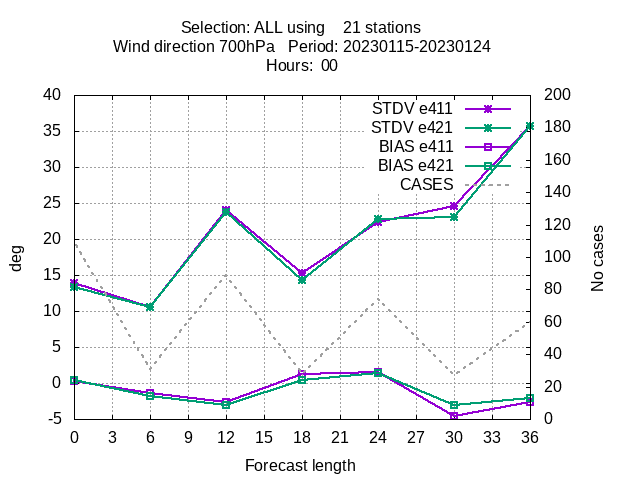 Selection: ALL using    21 stations
Wind direction 700hPa   Period: 20230115-20230124
Hours:  00
STDV e411
STDV e421
BIAS e411
BIAS e421
CASES
deg
40
35
30
25
20
15
10
5
0
-5
200
180
160
140
120
100
80
60
40
20
0
No cases
0 3 6 9 12 15 18 21 24 27 30 33 36
Forecast length